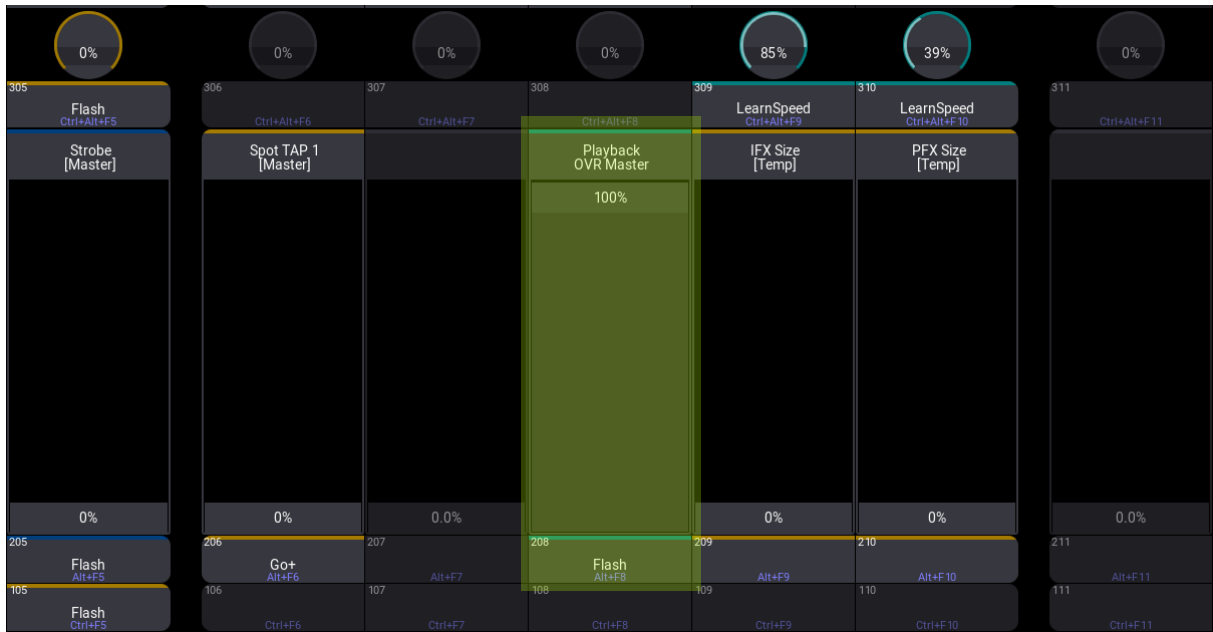 0% 0% 0% 0% 85% 39% 0%
305 306 307 308 309 310 311
Flash LearnSpeed LearnSpeed
Ctrl+Alt+F5 Ctrl+Alt+F6 Ctrl+Alt+F7 Ctrl+Alt+F8 Ctrl+Alt+F9 Ctrl+Alt+F10 Ctrl+Alt+F11
Strobe Spot TAP 1 Playback IFX Size PFX Size
[Master] [Master] OVR Master [Temp] [Temp]
100%
0% 0% 0.0% 0% 0% 0.0%
205 206 207 208 209 210 211
Flash Go+ Flash
Alt+F5 Alt+F6 Alt+F7 Alt+F8 Alt+F9 Alt+F10 Alt+F11
105 106 107 108 109 110 111
Flash
Ctrl+F5 Ctrl+F6 Ctrl+F7 Ctrl+F8 Ctrl+F9 Ctrl+F10 Ctrl+F11